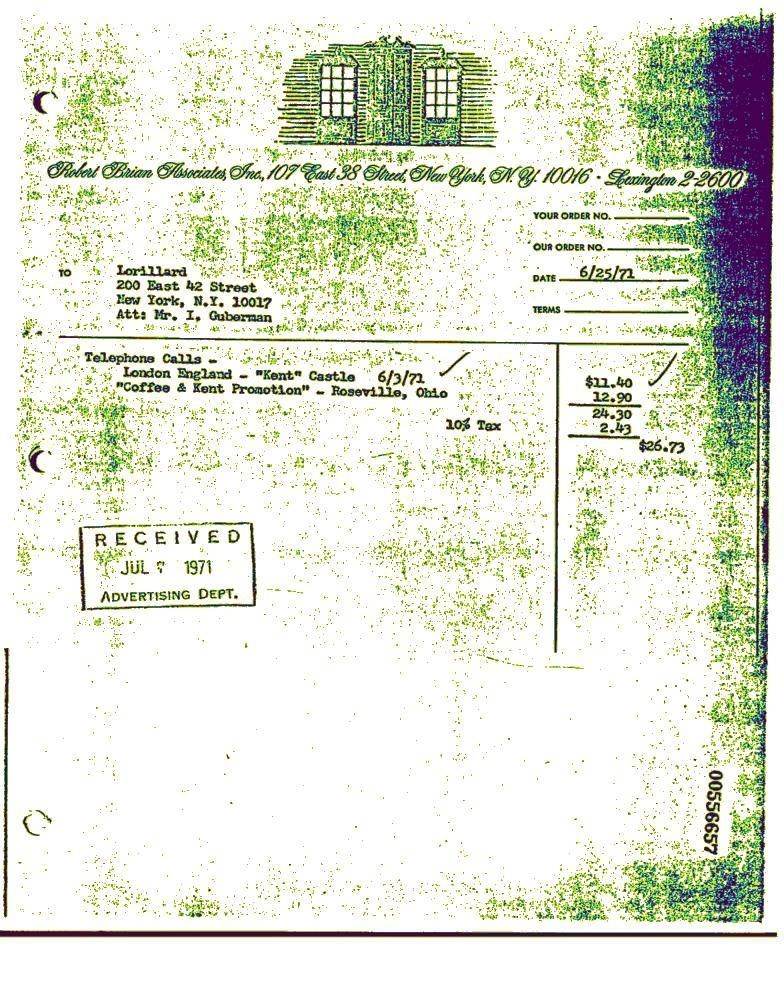 Robert Brian Associates, Inc., 107 East 38 Street, New York, N.Y. 10016 · Lexington 2-2600
YOUR ORDER NO.
OUR ORDER NO.
DATE 6/25/71
TERMS
TO Lorillard
200 East 42 Street
New York, N.Y. 10017
Att: Mr. I. Guberman
Telephone Calls -
London England - "Kent" Castle 6/3/71 $11.40
"Coffee & Kent Promotion" - Roseville, Ohio 12.90
24.30
10% Tax 2.43
$26.73
RECEIVED
JUL 1971
ADVERTISING DEPT.
00556657